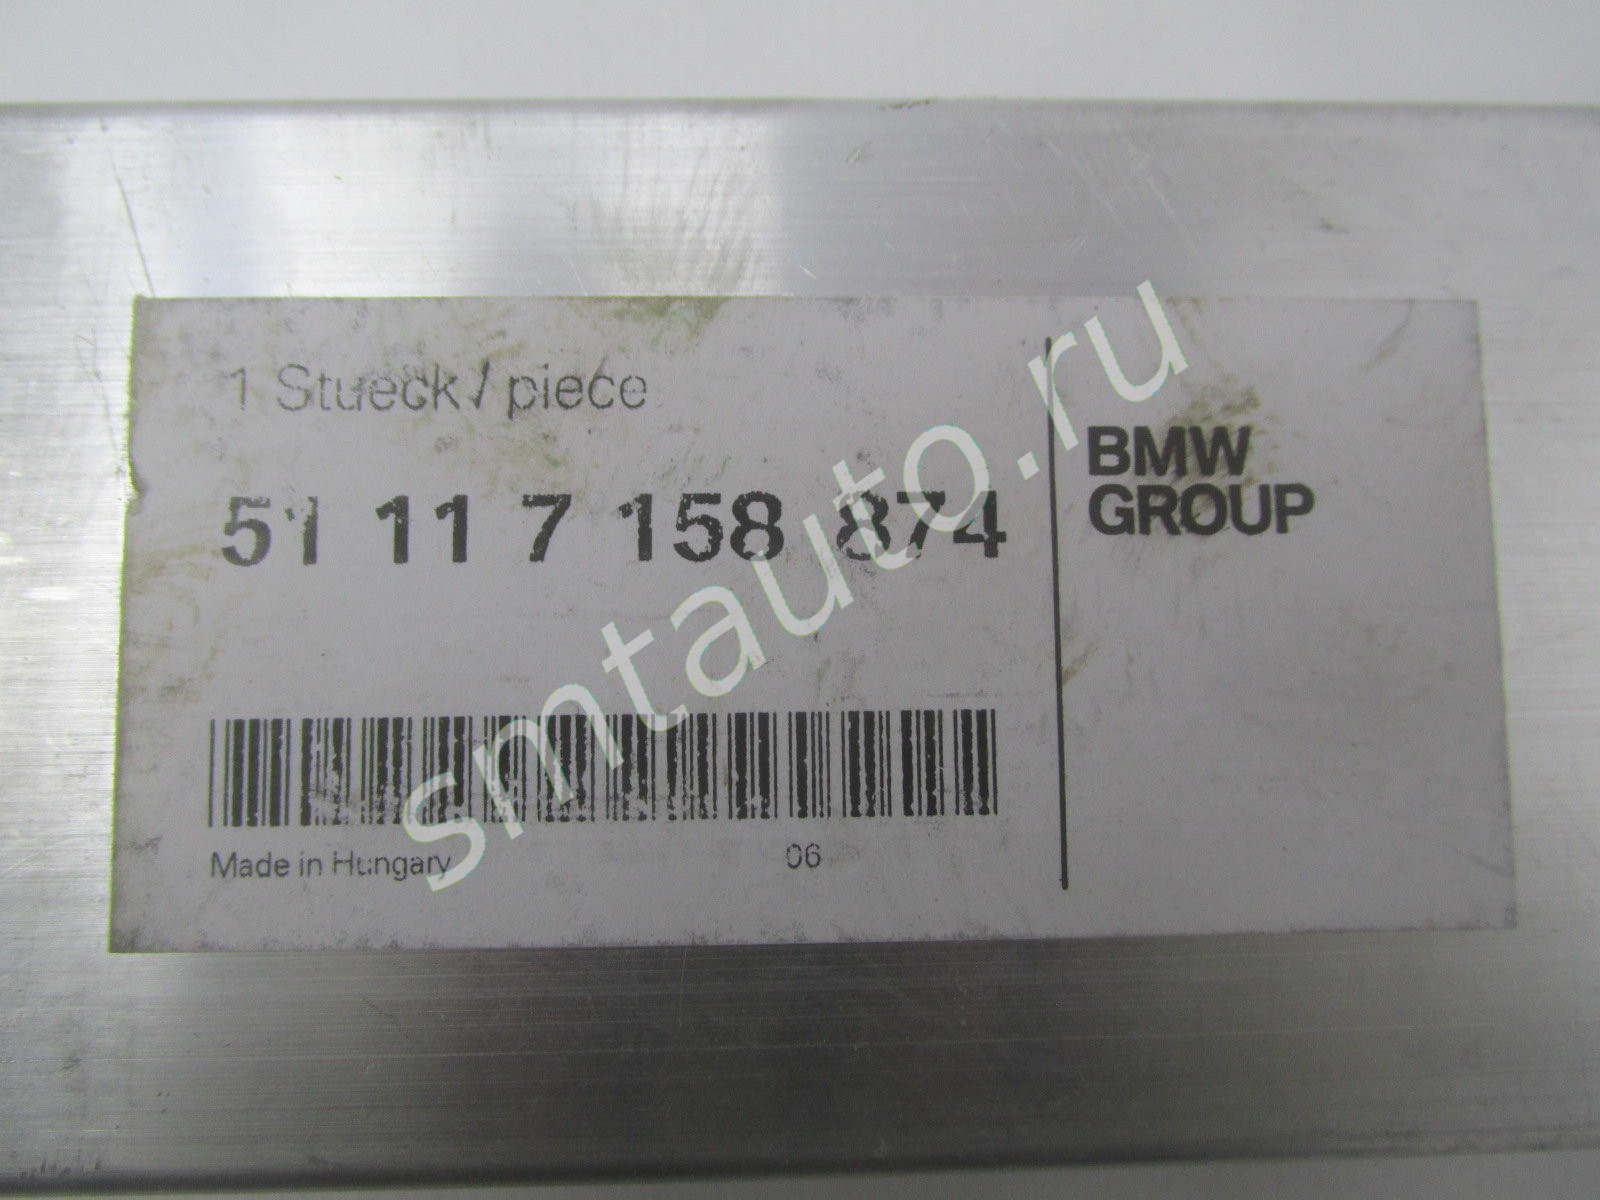 1 Stueck / piece
51 11 7 158 874
BMW
GROUP
Made in Hungary
06
smtauto.ru